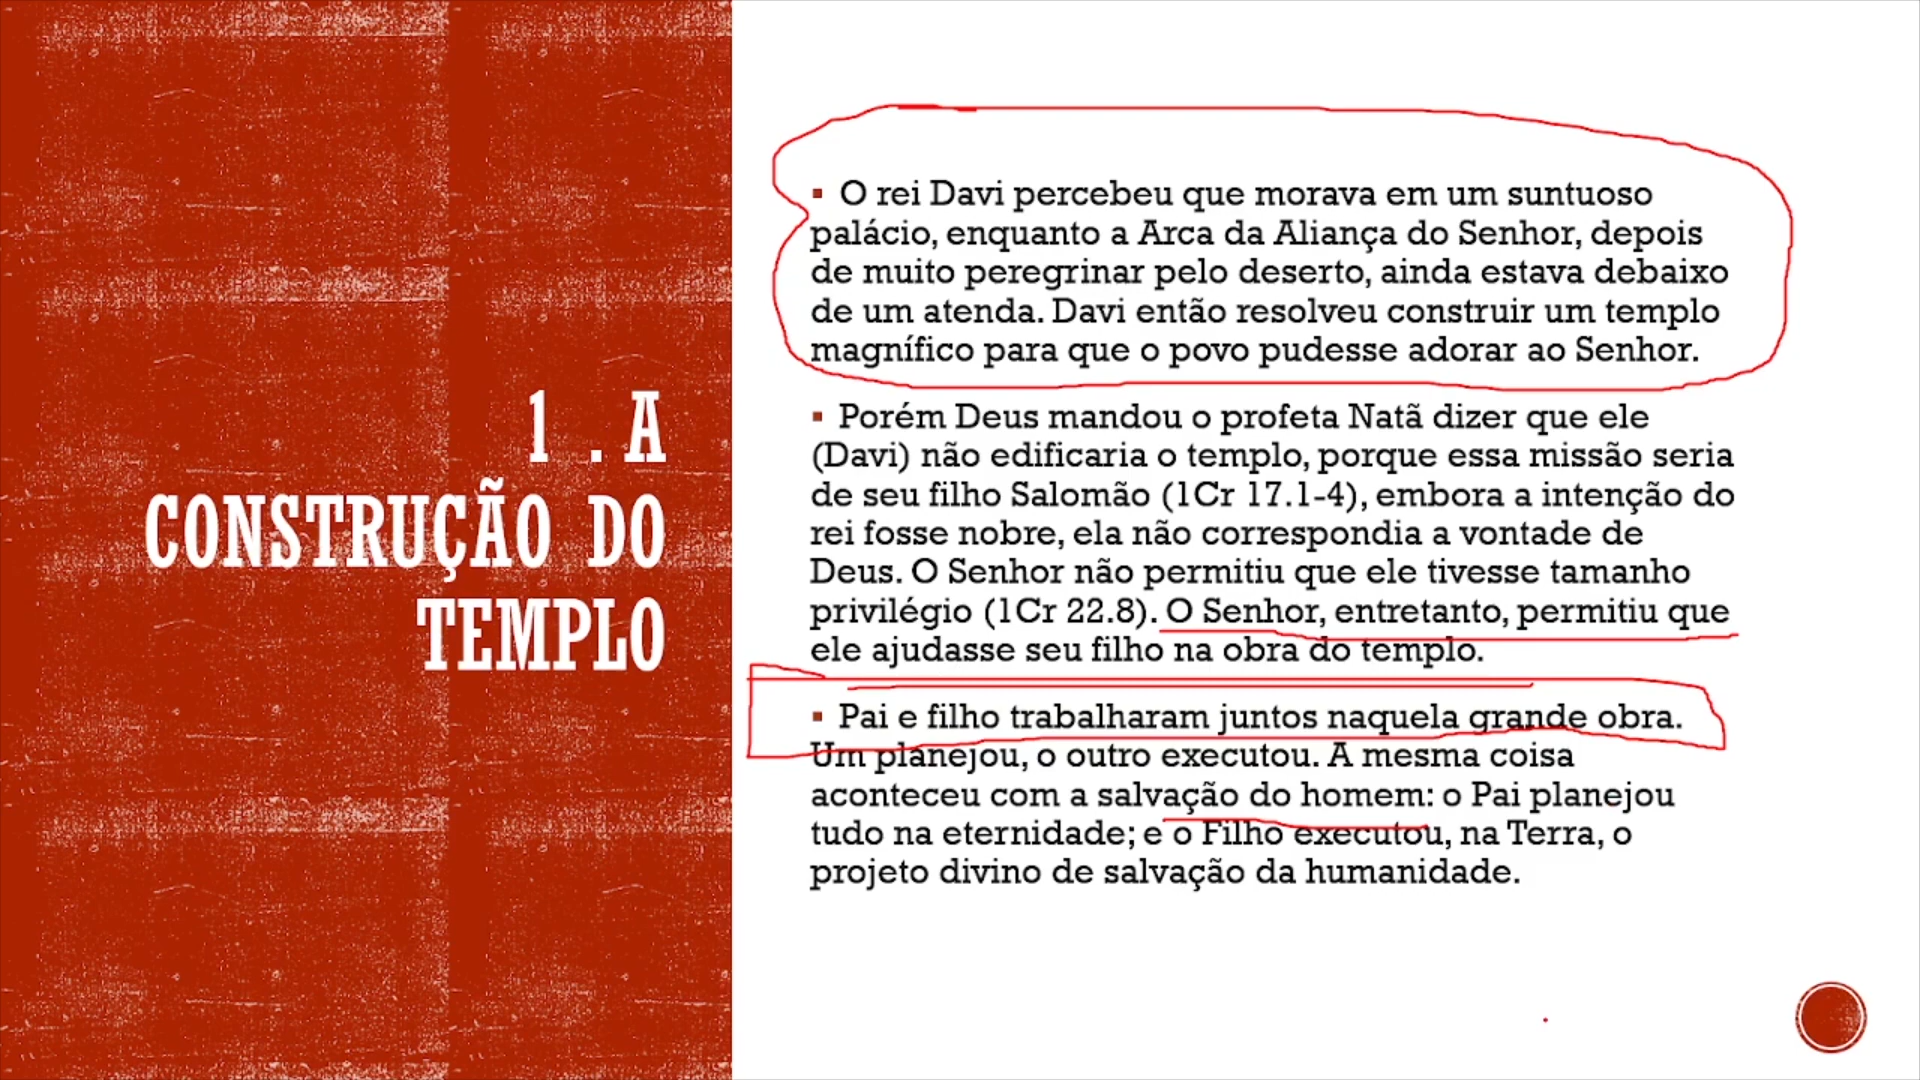 1 . A
CONSTRUÇÃO DO
TEMPLO
▪ O rei Davi percebeu que morava em um suntuoso
palácio, enquanto a Arca da Aliança do Senhor, depois
de muito peregrinar pelo deserto, ainda estava debaixo
de um atenda. Davi então resolveu construir um templo
magnífico para que o povo pudesse adorar ao Senhor.
▪ Porém Deus mandou o profeta Natã dizer que ele
(Davi) não edificaria o templo, porque essa missão seria
de seu filho Salomão (1Cr 17.1-4), embora a intenção do
rei fosse nobre, ela não correspondia a vontade de
Deus. O Senhor não permitiu que ele tivesse tamanho
privilégio (1Cr 22.8). O Senhor, entretanto, permitiu que
ele ajudasse seu filho na obra do templo.
▪ Pai e filho trabalharam juntos naquela grande obra.
Um planejou, o outro executou. A mesma coisa
aconteceu com a salvação do homem: o Pai planejou
tudo na eternidade; e o Filho executou, na Terra, o
projeto divino de salvação da humanidade.